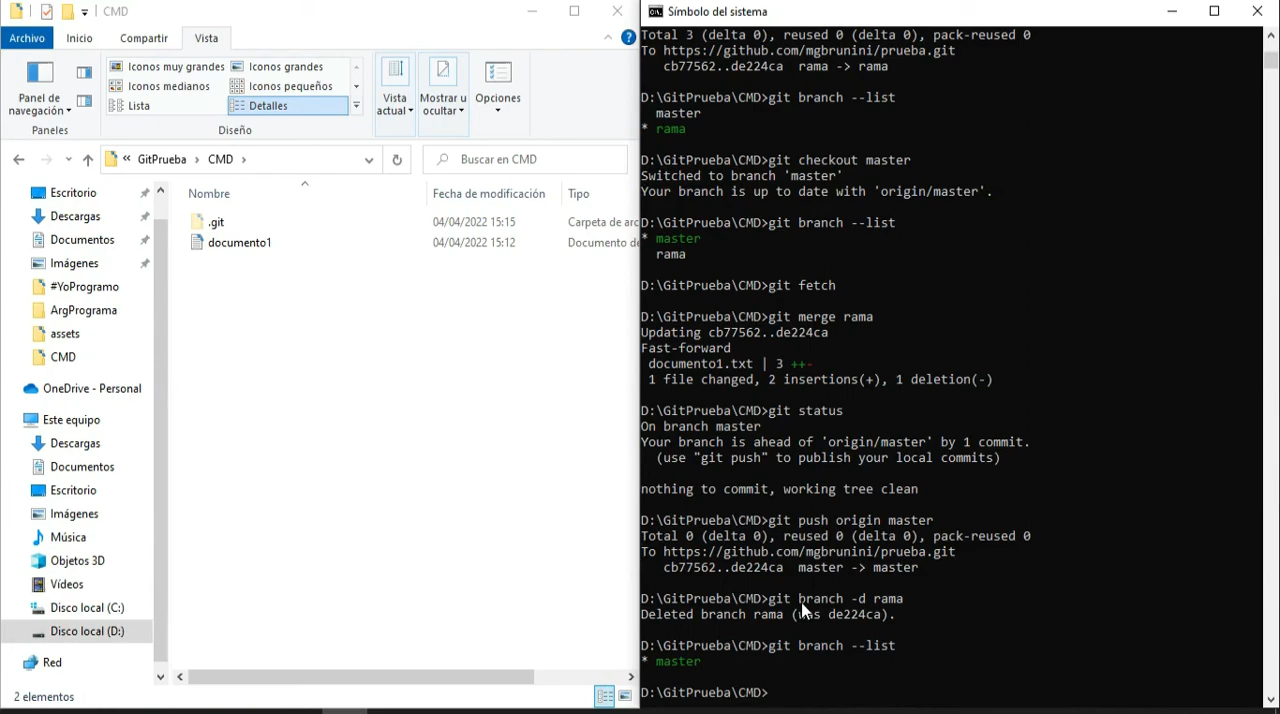 CMD
Archivo
Inicio
Compartir
Vista
Panel de navegación
Paneles
Iconos muy grandes
Iconos grandes
Iconos medianos
Iconos pequeños
Lista
Detalles
Diseño
Vista actual
Mostrar u ocultar
Opciones
« GitPrueba > CMD >
Buscar en CMD
Nombre
Fecha de modificación
Tipo
.git
04/04/2022 15:15
Carpeta de arc
documento1
04/04/2022 15:12
Documento de
Escritorio
Descargas
Documentos
Imágenes
#YoProgramo
ArgPrograma
assets
CMD
OneDrive - Personal
Este equipo
Descargas
Documentos
Escritorio
Imágenes
Música
Objetos 3D
Vídeos
Disco local (C:)
Disco local (D:)
Red
2 elementos
Símbolo del sistema
Total 3 (delta 0), reused 0 (delta 0), pack-reused 0
To https://github.com/mgbrunini/prueba.git
   cb77562..de224ca  rama -> rama
D:\GitPrueba\CMD>git branch --list
  master
* rama
D:\GitPrueba\CMD>git checkout master
Switched to branch 'master'
Your branch is up to date with 'origin/master'.
D:\GitPrueba\CMD>git branch --list
* master
  rama
D:\GitPrueba\CMD>git fetch
D:\GitPrueba\CMD>git merge rama
Updating cb77562..de224ca
Fast-forward
 documento1.txt | 3 ++-
 1 file changed, 2 insertions(+), 1 deletion(-)
D:\GitPrueba\CMD>git status
On branch master
Your branch is ahead of 'origin/master' by 1 commit.
  (use "git push" to publish your local commits)
nothing to commit, working tree clean
D:\GitPrueba\CMD>git push origin master
Total 0 (delta 0), reused 0 (delta 0), pack-reused 0
To https://github.com/mgbrunini/prueba.git
   cb77562..de224ca  master -> master
D:\GitPrueba\CMD>git branch -d rama
Deleted branch rama (was de224ca).
D:\GitPrueba\CMD>git branch --list
* master
D:\GitPrueba\CMD>